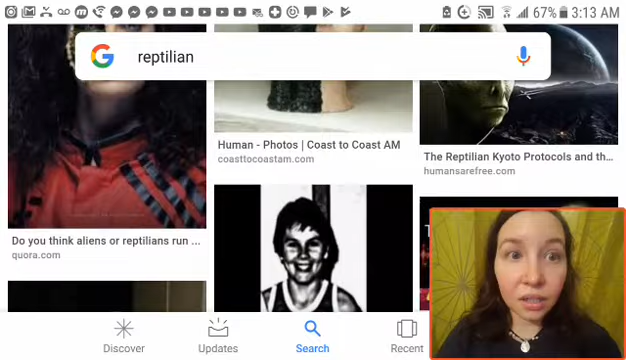 67% 3:13 AM
reptilian
Human - Photos | Coast to Coast AM
coasttocoastam.com
The Reptilian Kyoto Protocols and th...
humansarefree.com
Do you think aliens or reptilians run ...
quora.com
Discover
Updates
Search
Recent